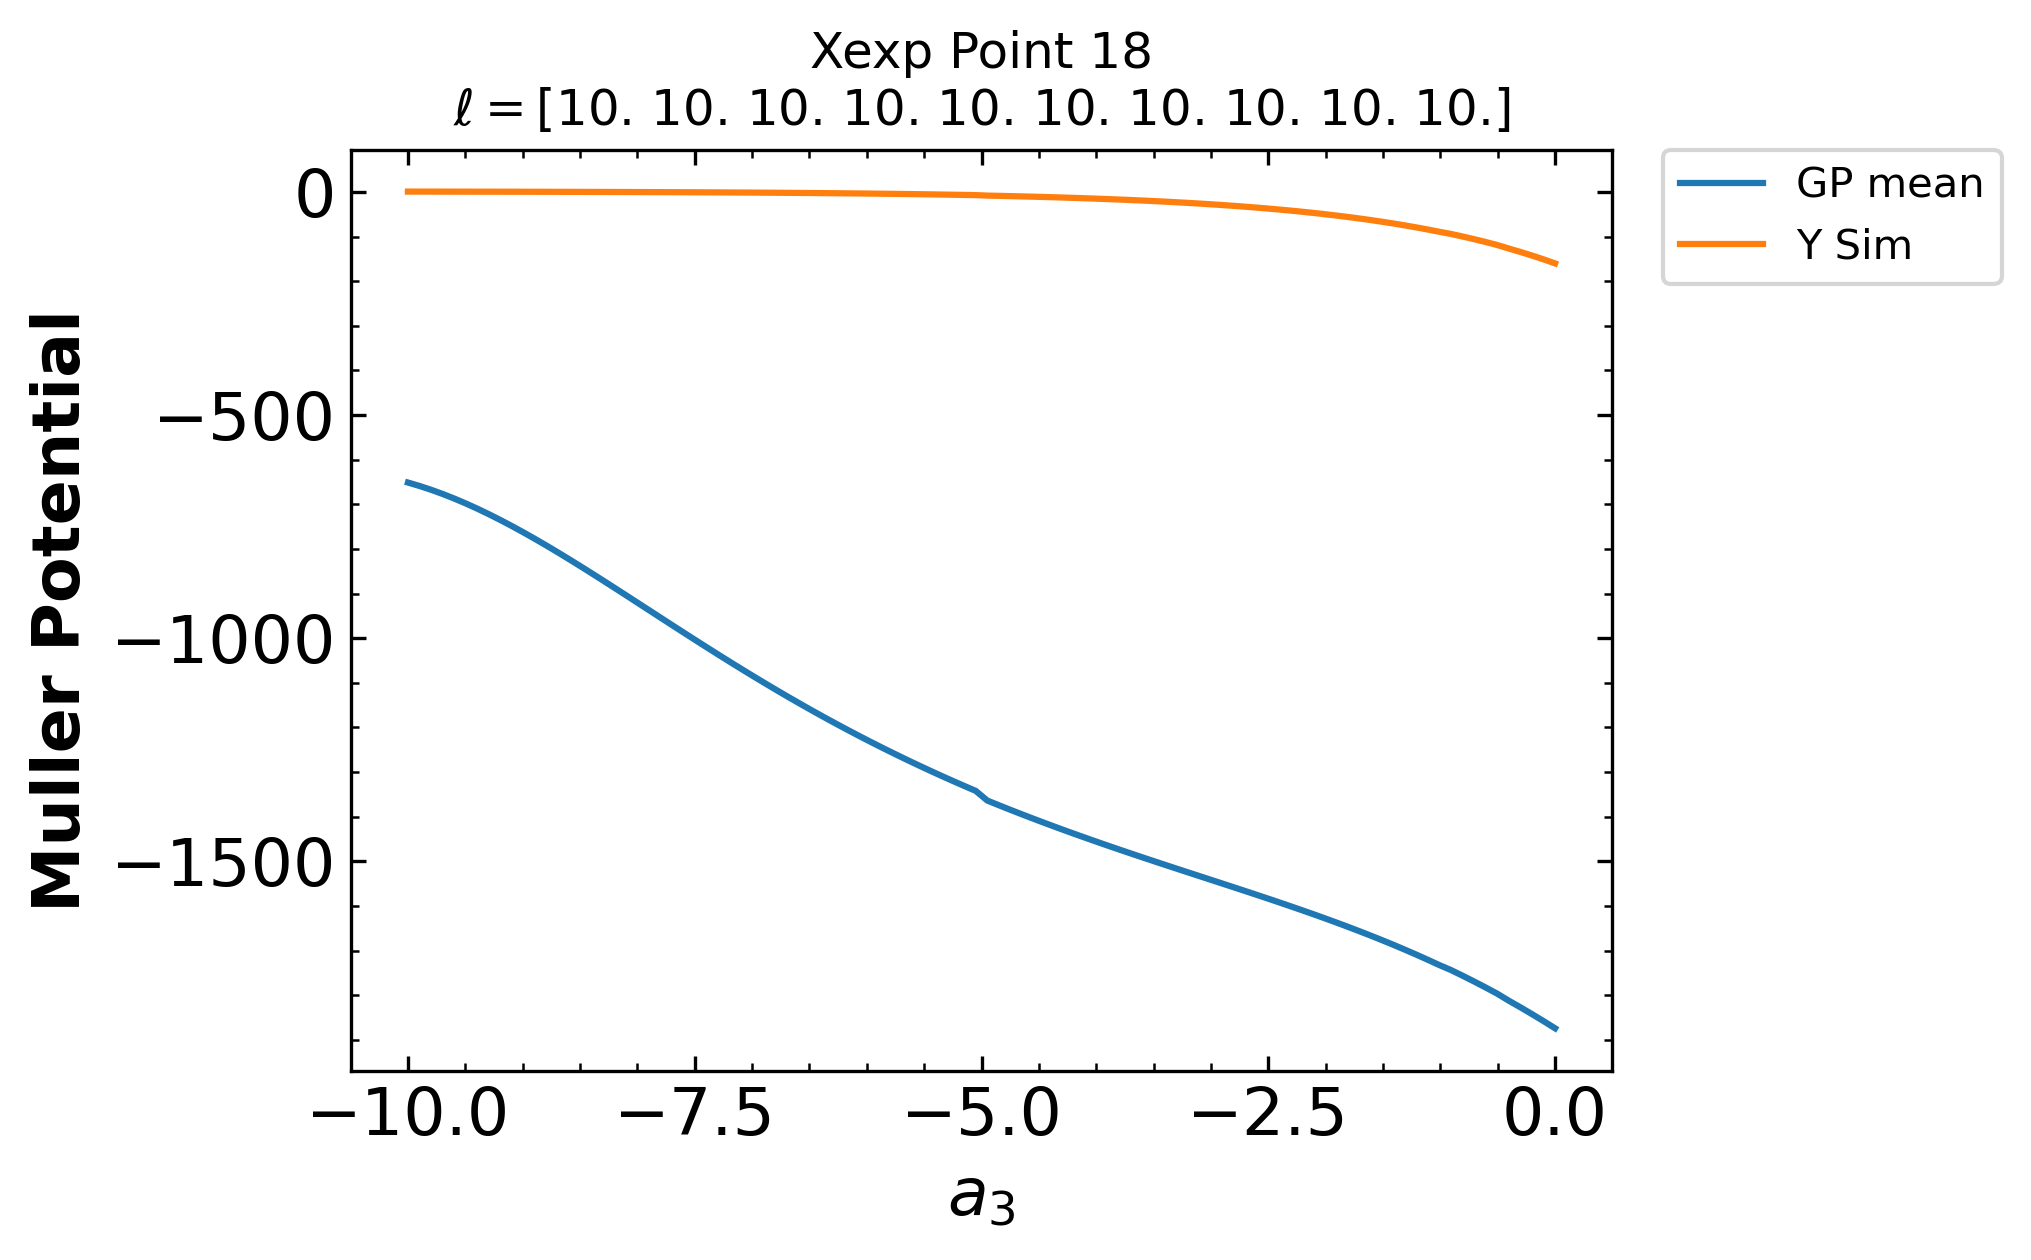 Xexp Point 18
ℓ = [10. 10. 10. 10. 10. 10. 10. 10. 10. 10.]
GP mean
Y Sim
Muller Potential
0
−500
−1000
−1500
−10.0 −7.5 −5.0 −2.5 0.0
a₃